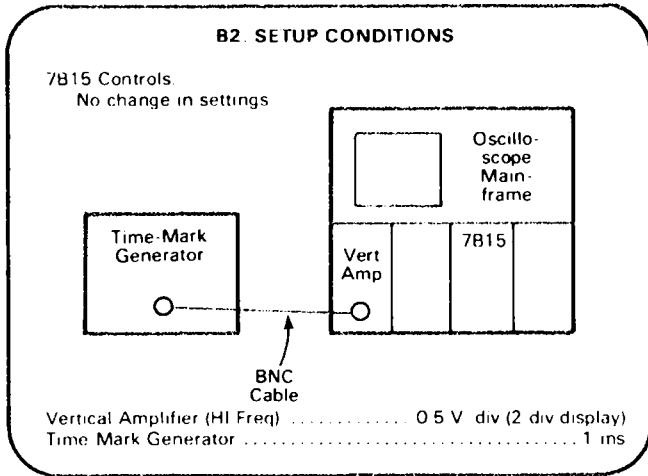 B2. SETUP CONDITIONS
7B15 Controls.
No change in settings
Oscillo-
scope
Main-
frame
Time-Mark
Generator
Vert
Amp
7B15
BNC
Cable
Vertical Amplifier (HI Freq) ............ 0 5 V div (2 div display)
Time Mark Generator .................................. 1 ms